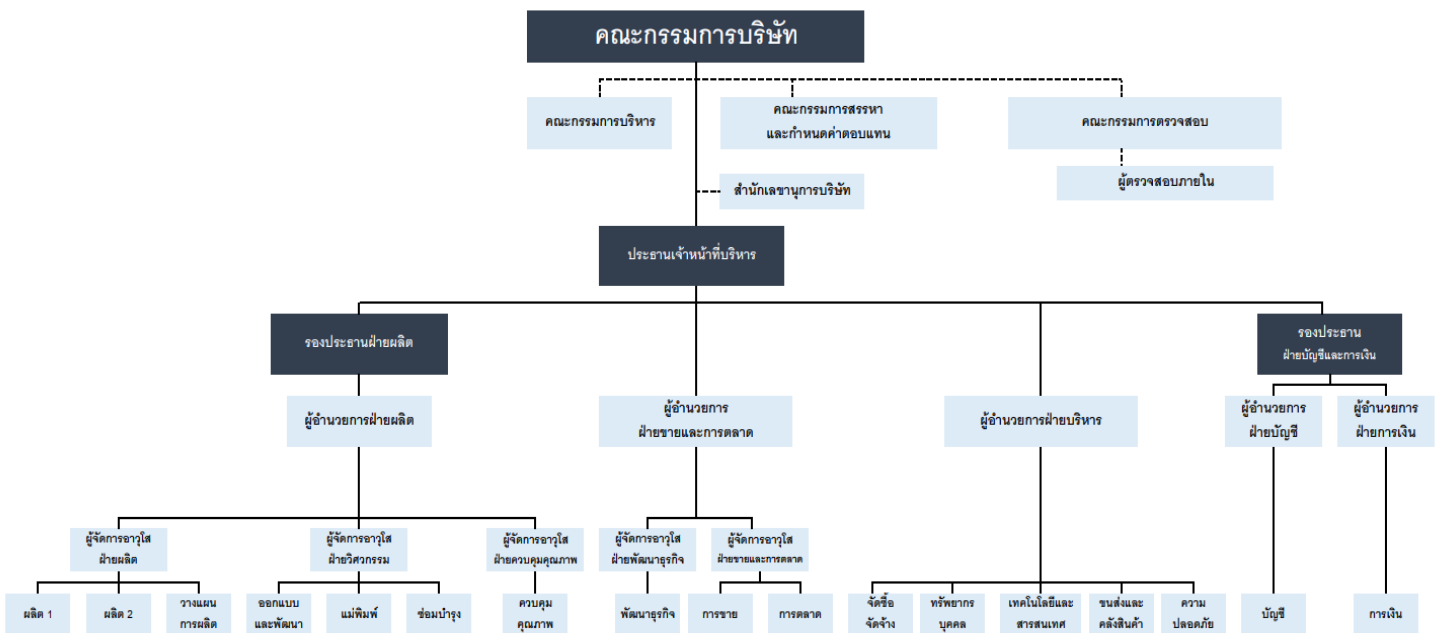 คณะกรรมการบริษัท
คณะกรรมการบริหาร
คณะกรรมการสรรหา
และกำหนดค่าตอบแทน
คณะกรรมการตรวจสอบ
ผู้ตรวจสอบภายใน
สำนักเลขานุการบริษัท
ประธานเจ้าหน้าที่บริหาร
รองประธานฝ่ายผลิต
รองประธาน
ฝ่ายบัญชีและการเงิน
ผู้อำนวยการฝ่ายผลิต
ผู้อำนวยการ
ฝ่ายขายและการตลาด
ผู้อำนวยการฝ่ายบริหาร
ผู้อำนวยการ
ฝ่ายบัญชี
ผู้อำนวยการ
ฝ่ายการเงิน
ผู้จัดการอาวุโส
ฝ่ายผลิต
ผู้จัดการอาวุโส
ฝ่ายวิศวกรรม
ผู้จัดการอาวุโส
ฝ่ายควบคุมคุณภาพ
ผู้จัดการอาวุโส
ฝ่ายพัฒนาธุรกิจ
ผู้จัดการอาวุโส
ฝ่ายขายและการตลาด
ผลิต 1
ผลิต 2
วางแผน
การผลิต
ออกแบบ
และพัฒนา
แม่พิมพ์
ซ่อมบำรุง
ควบคุม
คุณภาพ
พัฒนาธุรกิจ
การขาย
การตลาด
จัดซื้อ
จัดจ้าง
ทรัพยากร
บุคคล
เทคโนโลยีและ
สารสนเทศ
ขนส่งและ
คลังสินค้า
ความ
ปลอดภัย
บัญชี
การเงิน